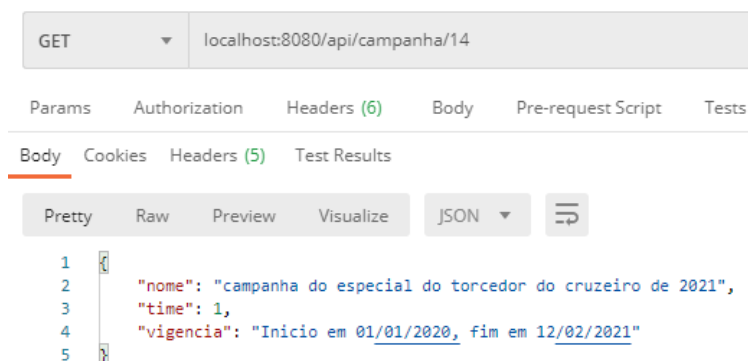 GET localhost:8080/api/campanha/14
Params Authorization Headers (6) Body Pre-request Script Tests
Body Cookies Headers (5) Test Results
Pretty Raw Preview Visualize JSON
1 {
2 "nome": "campanha do especial do torcedor do cruzeiro de 2021",
3 "time": 1,
4 "vigencia": "Inicio em 01/01/2020, fim em 12/02/2021"
5 }